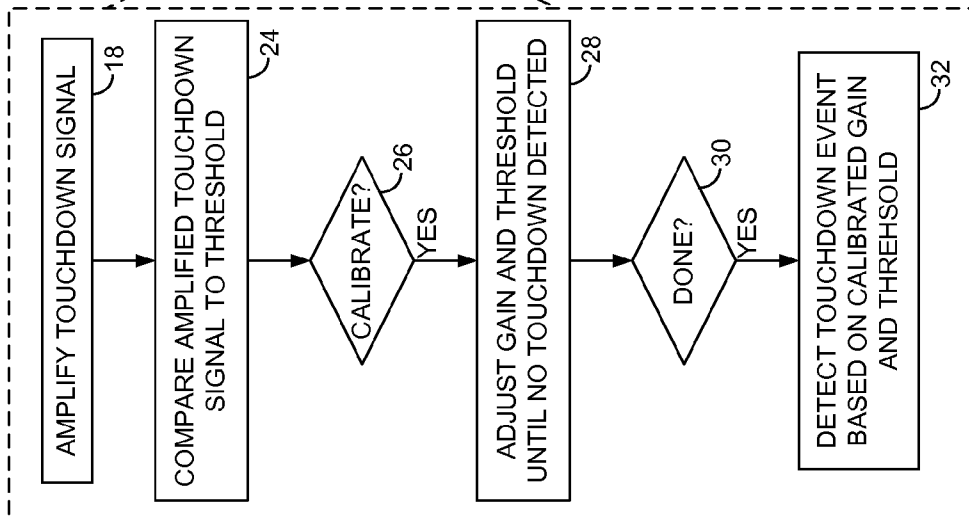 AMPLIFY TOUCHDOWN SIGNAL
18
COMPARE AMPLIFIED TOUCHDOWN
SIGNAL TO THRESHOLD
24
CALIBRATE?
26
YES
ADJUST GAIN AND THRESHOLD
UNTIL NO TOUCHDOWN DETECTED
28
DONE?
30
YES
DETECT TOUCHDOWN EVENT
BASED ON CALIBRATED GAIN
AND THREHSOLD
32